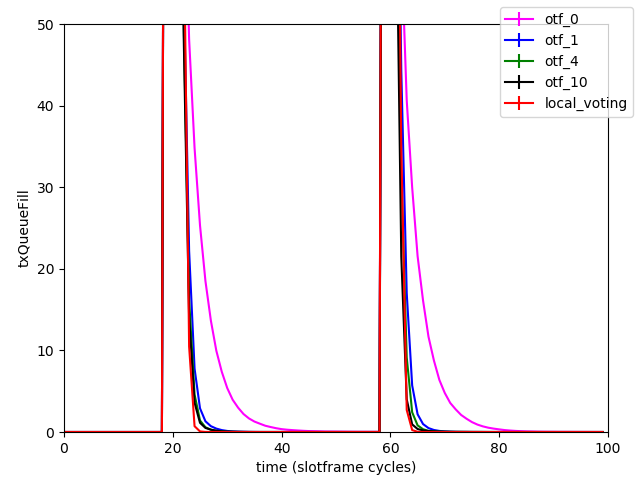 otf_0
otf_1
otf_4
otf_10
local_voting
50
40
30
20
10
0
txQueueFill
0 20 40 60 80 100
time (slotframe cycles)